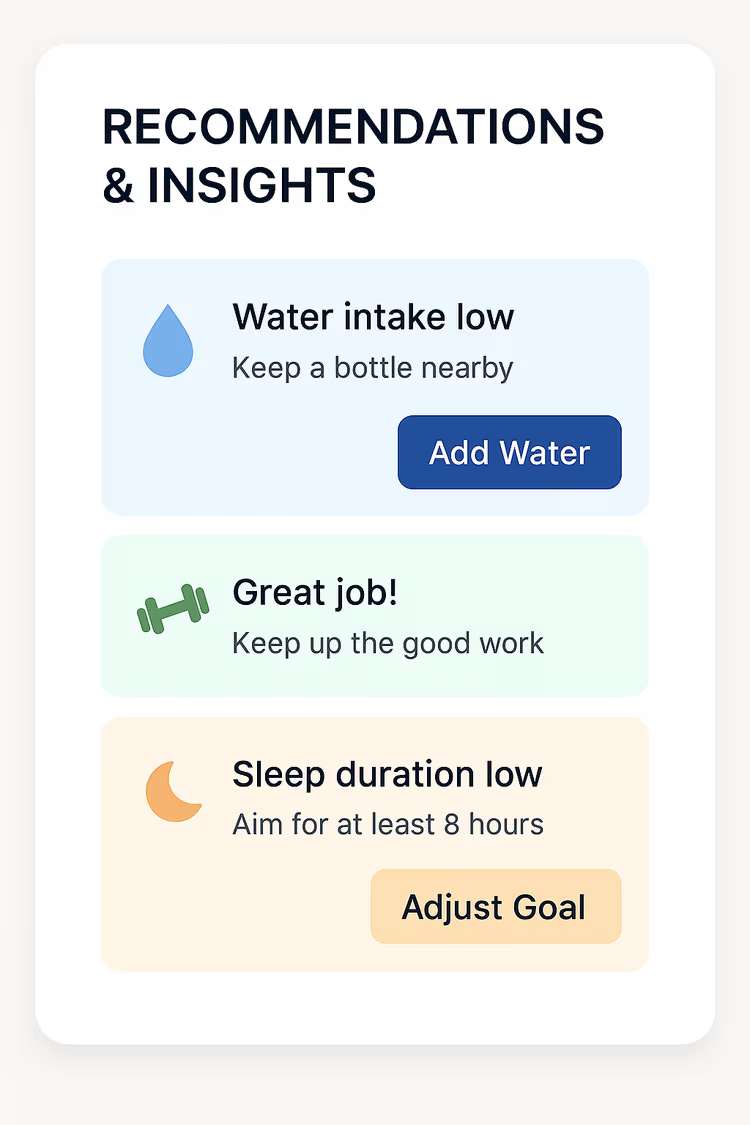 RECOMMENDATIONS
& INSIGHTS
Water intake low
Keep a bottle nearby
Add Water
Great job!
Keep up the good work
Sleep duration low
Aim for at least 8 hours
Adjust Goal